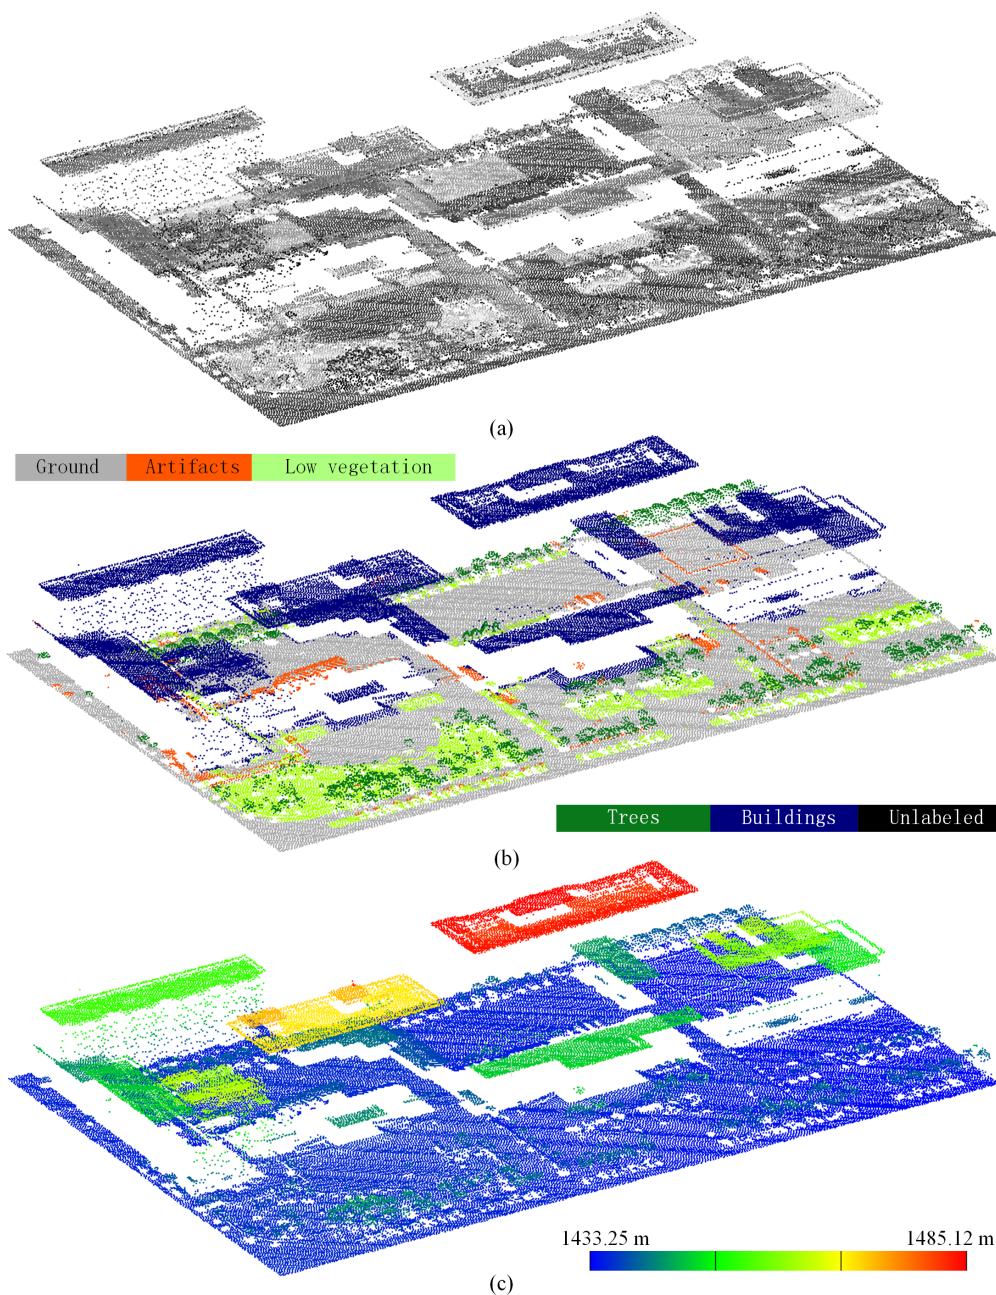 (a)
Ground Artifacts Low vegetation
Trees Buildings Unlabeled
(b)
1433.25 m 1485.12 m
(c)